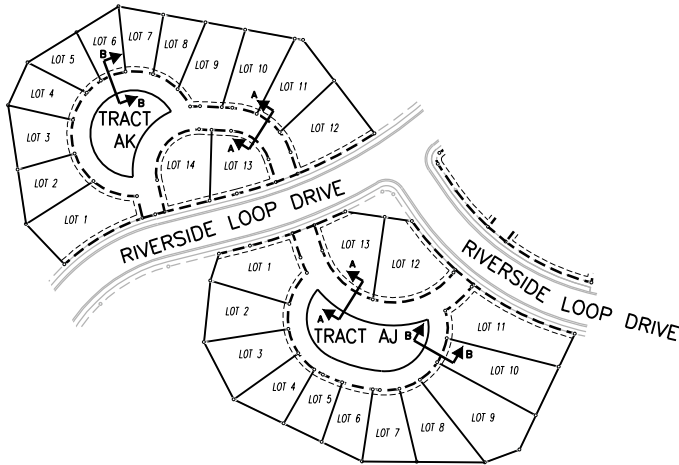 LOT 6
LOT 7
LOT 8
LOT 5
LOT 9
LOT 10
LOT 4
LOT 11
LOT 3
LOT 12
LOT 2
LOT 1
LOT 14
LOT 13
B
B
A
A
TRACT
AK
RIVERSIDE LOOP DRIVE
RIVERSIDE LOOP DRIVE
LOT 13
LOT 12
LOT 1
LOT 2
LOT 11
LOT 3
LOT 10
LOT 4
LOT 5
LOT 6
LOT 7
LOT 8
LOT 9
A
A
TRACT AJ
B
B